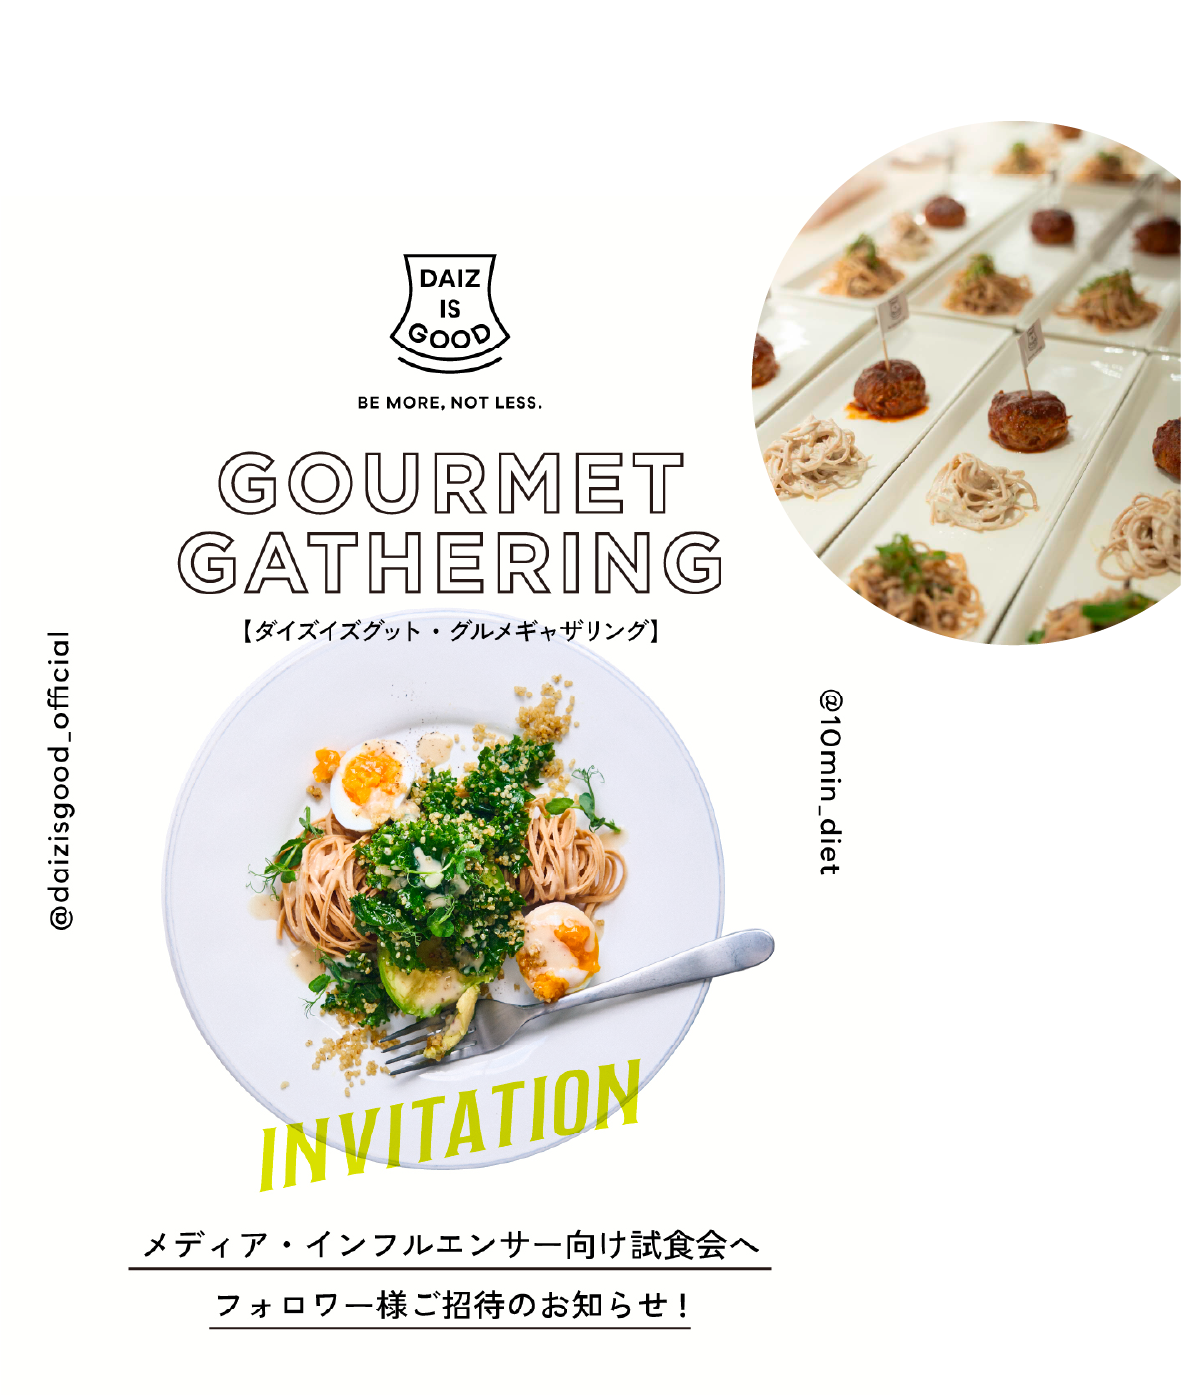 DAIZ
IS
GOOD
BE MORE, NOT LESS.
GOURMET
GATHERING
【ダイズイズグット・グルメギャザリング】
@daizisgood_official
@10min_diet
INVITATION
メディア・インフルエンサー向け試食会へ
フォロワー様ご招待のお知らせ!